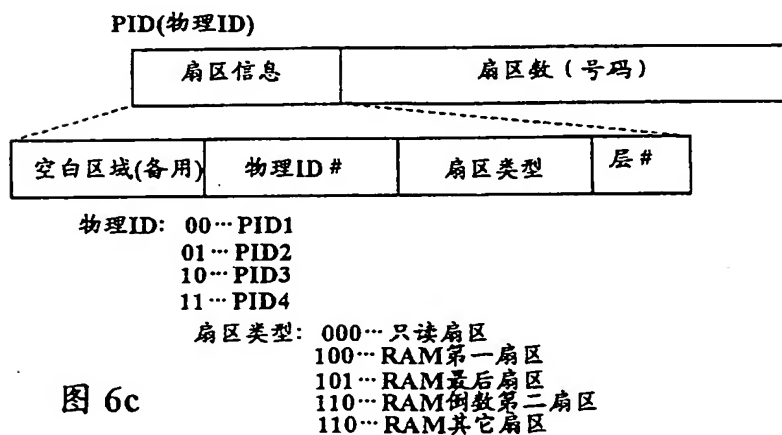 PID(物理ID)
扇区信息 扇区数（号码）
空白区域(备用) 物理ID# 扇区类型 层#
物理ID: 00…PID1
01…PID2
10…PID3
11…PID4
扇区类型: 000…只读扇区
100…RAM第一扇区
101…RAM最后扇区
110…RAM倒数第二扇区
110…RAM其它扇区
图 6c